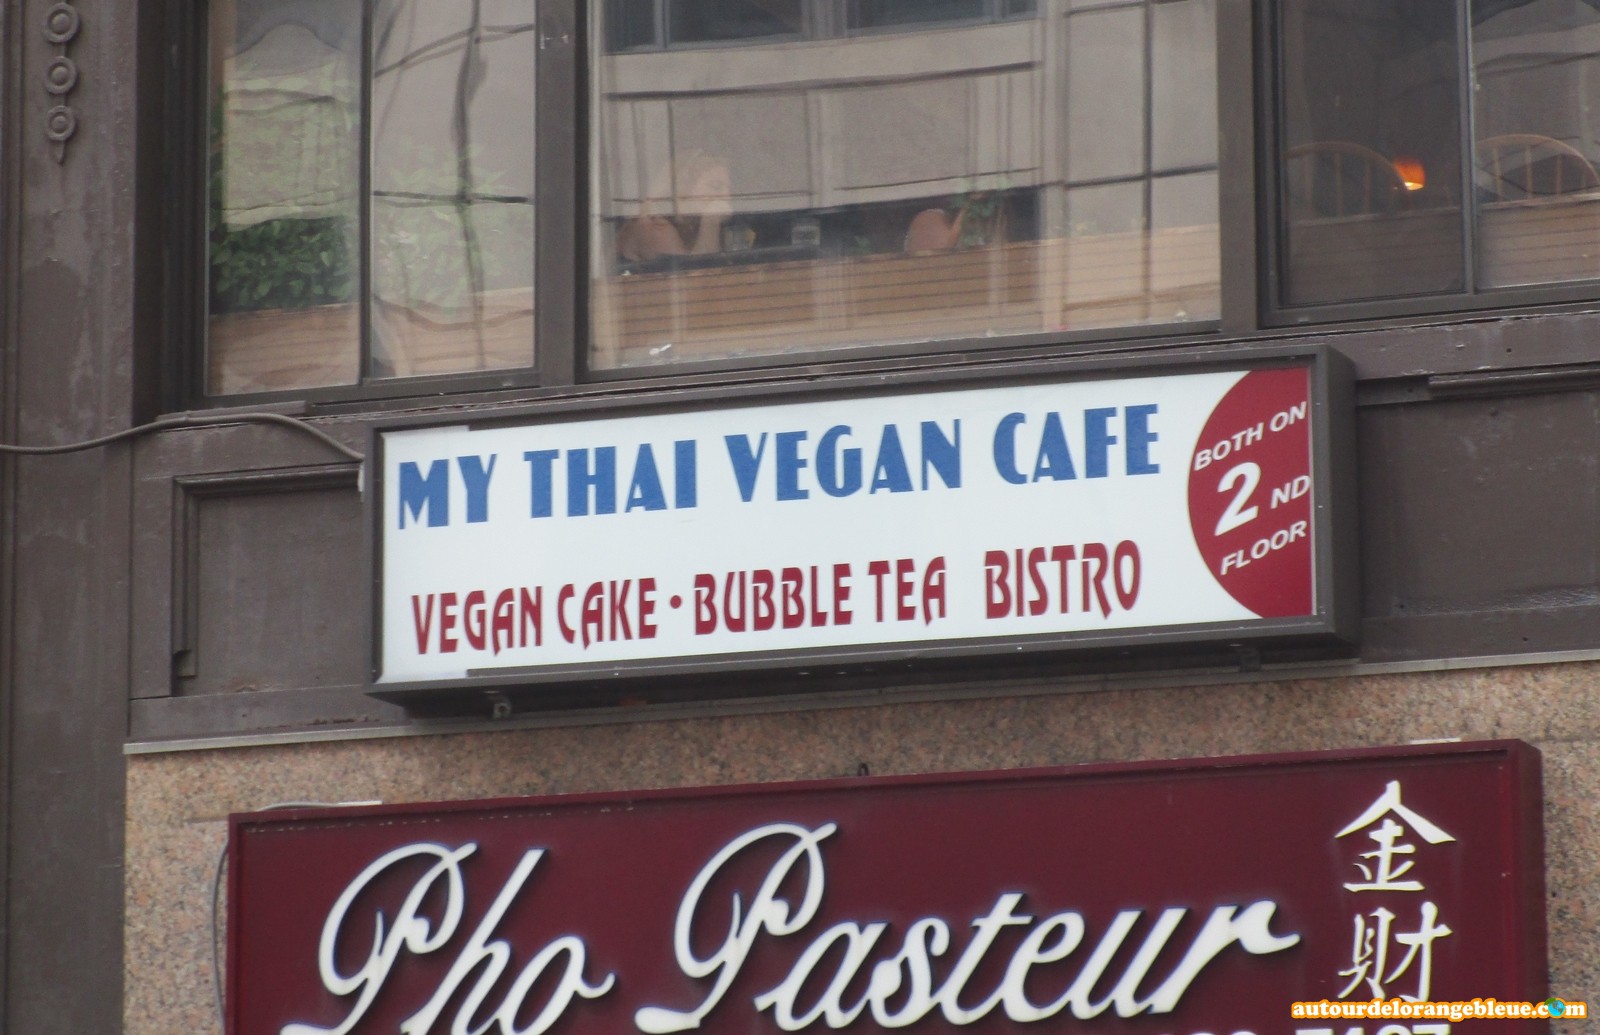 MY THAI VEGAN CAFE
VEGAN CAKE • BUBBLE TEA BISTRO
BOTH ON
2 ND
FLOOR
Pho Pasteur
金
財
autourdelorangebleue.com